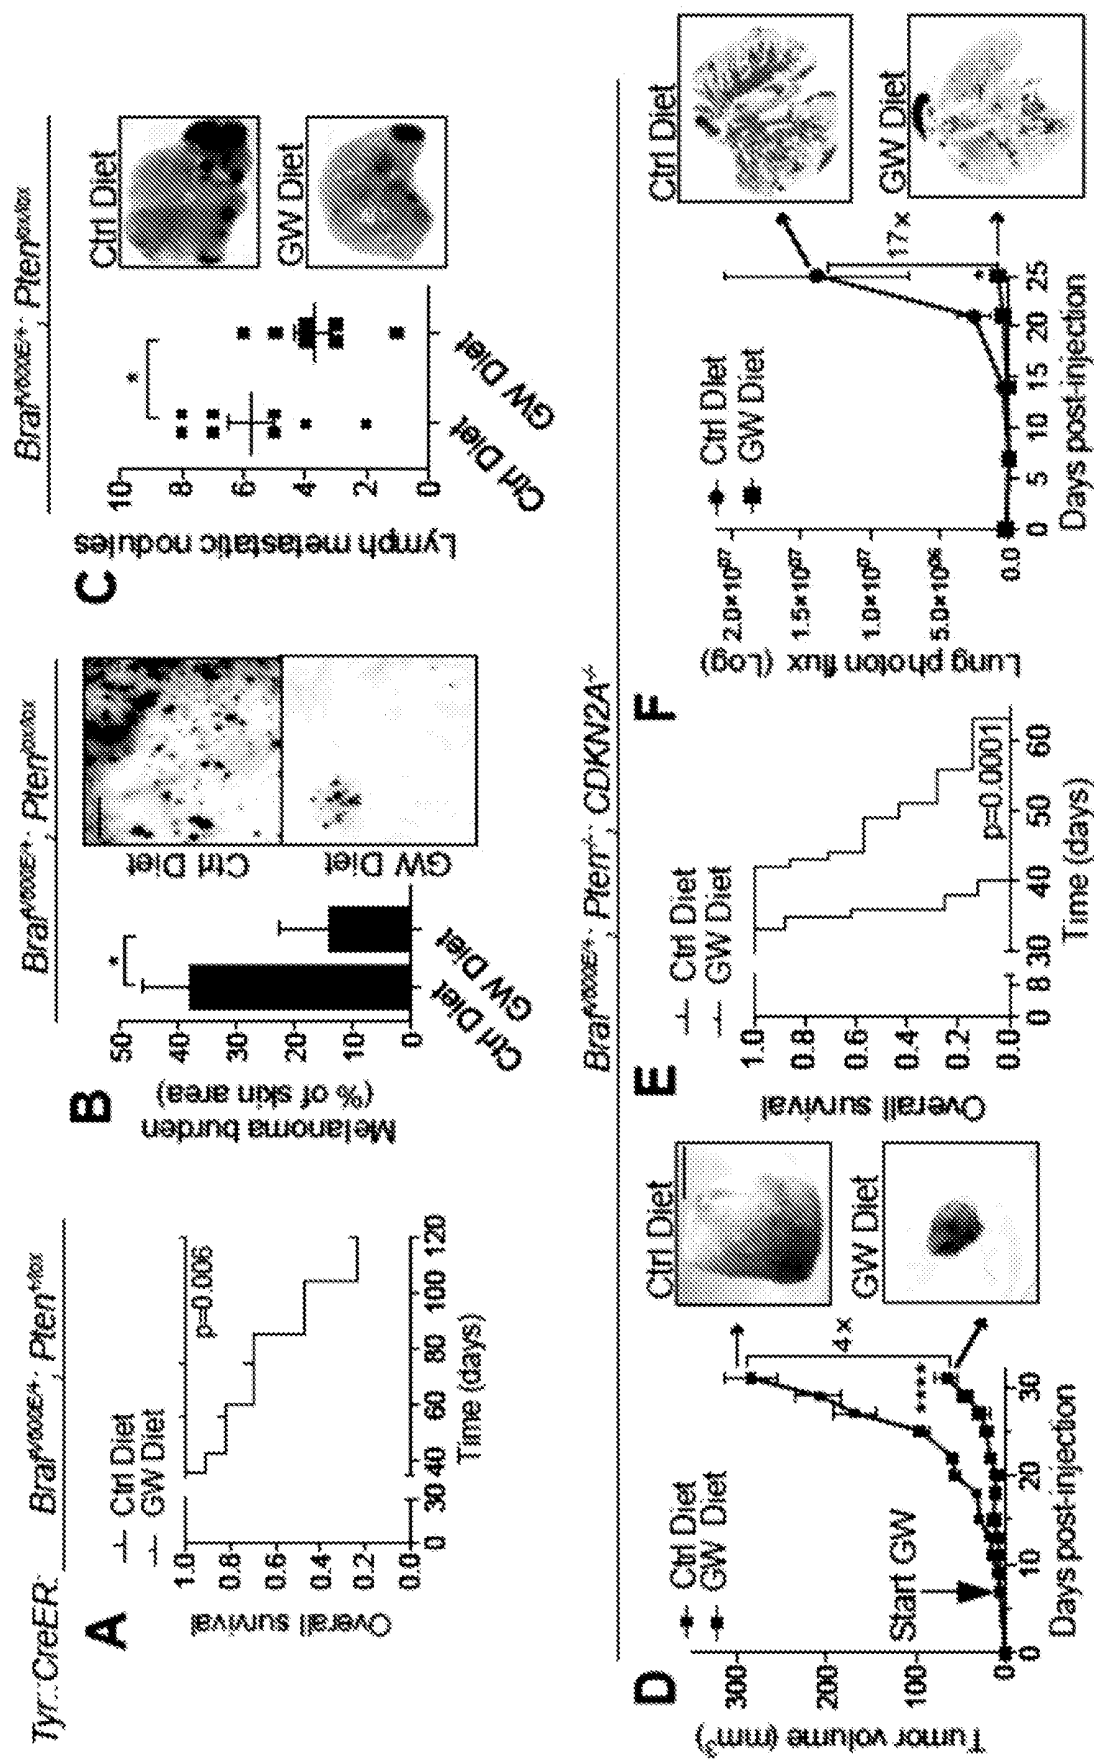 Tyr::CreER:
Braf^V600E/+; Pten^+/lox
A
Overall survival
1.0
0.8
0.6
0.4
0.2
0.0
Ctrl Diet
GW Diet
p=0.006
0 30 40 60 80 100 120
Time (days)
Braf^V600E/+; Pten^lox/lox
B
Melanoma burden
(% of skin area)
50
40
30
20
10
0
*
Ctrl Diet
GW Diet
Ctrl Diet
GW Diet
Braf^V600E/+; Pten^lox/lox
C
Lymph metastatic nodules
10
8
6
4
2
0
*
Ctrl Diet
GW Diet
Ctrl Diet
GW Diet
Braf^V600E/+; Pten^-/-; CDKN2A^-/-
D
Tumor volume (mm³)
300
200
100
0
Ctrl Diet
GW Diet
Start GW
4x
****
0 10 20 30
Days post-injection
Ctrl Diet
GW Diet
E
Overall survival
1.0
0.8
0.6
0.4
0.2
0.0
Ctrl Diet
GW Diet
p=0.0001
0 8 30 40 50 60
Time (days)
F
Lung photon flux (Log)
2.0×10^07
1.5×10^07
1.0×10^07
5.0×10^06
0.0
Ctrl Diet
GW Diet
17x
*
0 5 10 15 20 25
Days post-injection
Ctrl Diet
GW Diet